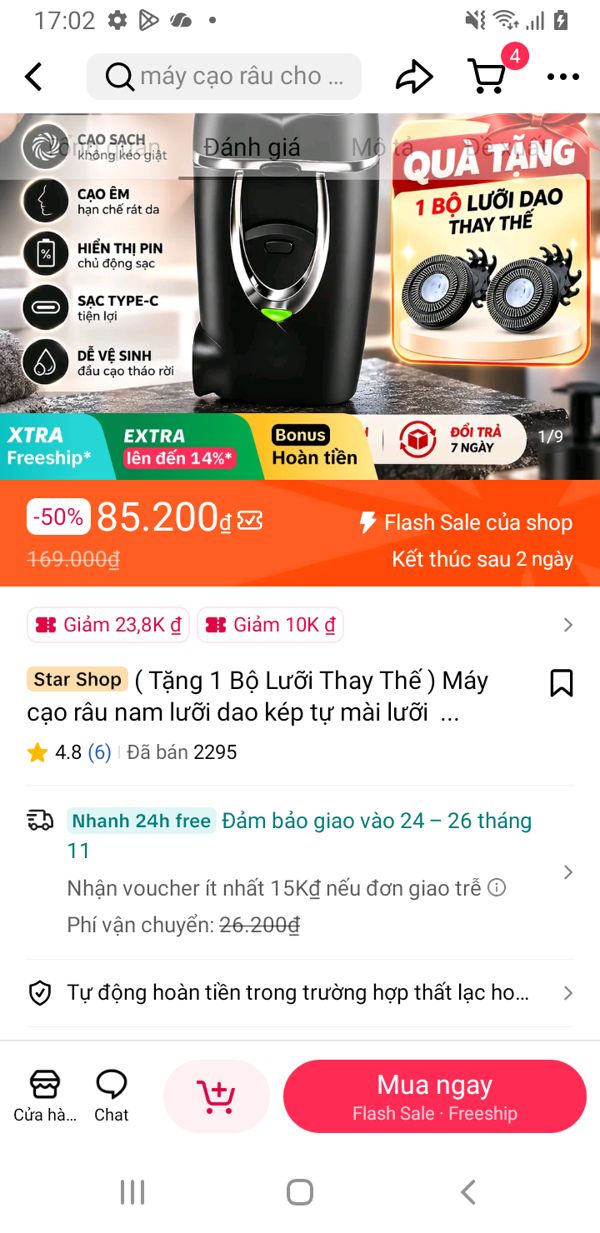 17:02
máy cạo râu cho ...
4
CẠO SẠCH
không kéo giật
Đánh giá
Mô tả
CẠO ÊM
hạn chế rát da
HIỂN THỊ PIN
chủ động sạc
SẠC TYPE-C
tiện lợi
DỄ VỆ SINH
đầu cạo tháo rời
QUÀ TẶNG
1 BỘ LƯỠI DAO
THAY THẾ
XTRA
Freeship*
EXTRA
lên đến 14%*
Bonus
Hoàn tiền
ĐỔI TRẢ
7 NGÀY
1/9
-50% 85.200đ
Flash Sale của shop
169.000₫
Kết thúc sau 2 ngày
Giảm 23,8K ₫ Giảm 10K ₫
Star Shop ( Tặng 1 Bộ Lưỡi Thay Thế ) Máy
cạo râu nam lưỡi dao kép tự mài lưỡi ...
4.8 (6) Đã bán 2295
Nhanh 24h free Đảm bảo giao vào 24 – 26 tháng
11
Nhận voucher ít nhất 15K₫ nếu đơn giao trễ
Phí vận chuyển: 26.200₫
Tự động hoàn tiền trong trường hợp thất lạc ho...
Cửa hà...
Chat
Mua ngay
Flash Sale · Freeship